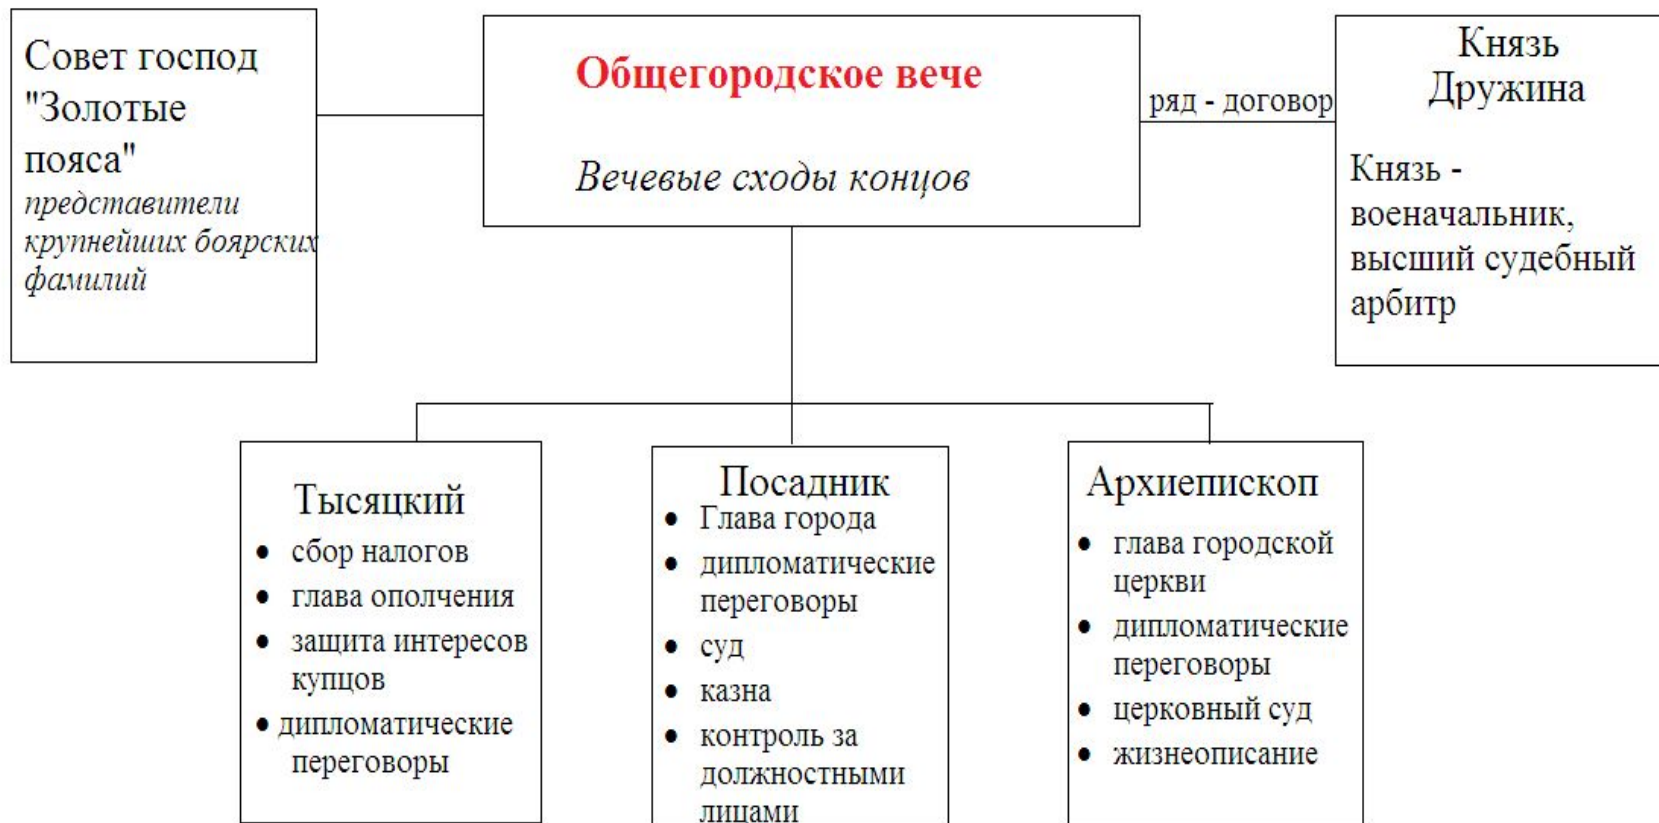 Совет господ
"Золотые
пояса"
представители
крупнейших боярских
фамилий
Общегородское вече
Вечевые сходы концов
ряд - договор
Князь
Дружина
Князь -
военачальник,
высший судебный
арбитр
Тысяцкий
• сбор налогов
• глава ополчения
• защита интересов
купцов
• дипломатические
переговоры
Посадник
• Глава города
• дипломатические
переговоры
• суд
• казна
• контроль за
должностными
лицами
Архиепископ
• глава городской
церкви
• дипломатические
переговоры
• церковный суд
• жизнеописание